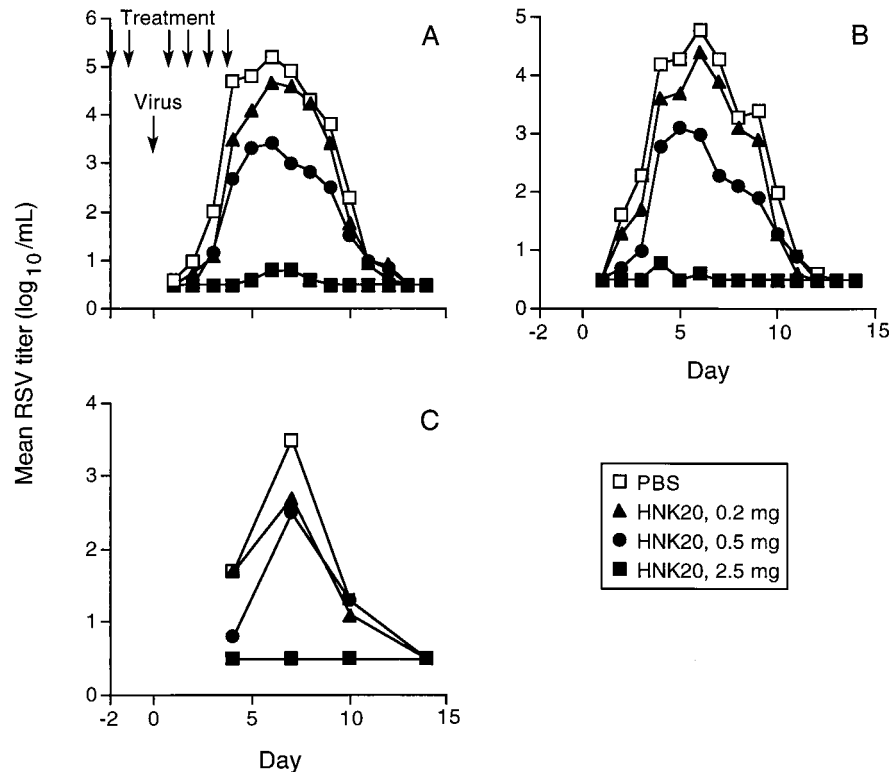 Treatment
Virus
A
6
5
4
3
2
1
0
B
5
4
3
2
1
0
-2 0 5 10 15
Day
Mean RSV titer (log10/mL)
C
4
3
2
1
0
-2 0 5 10 15
Day
PBS
HNK20, 0.2 mg
HNK20, 0.5 mg
HNK20, 2.5 mg